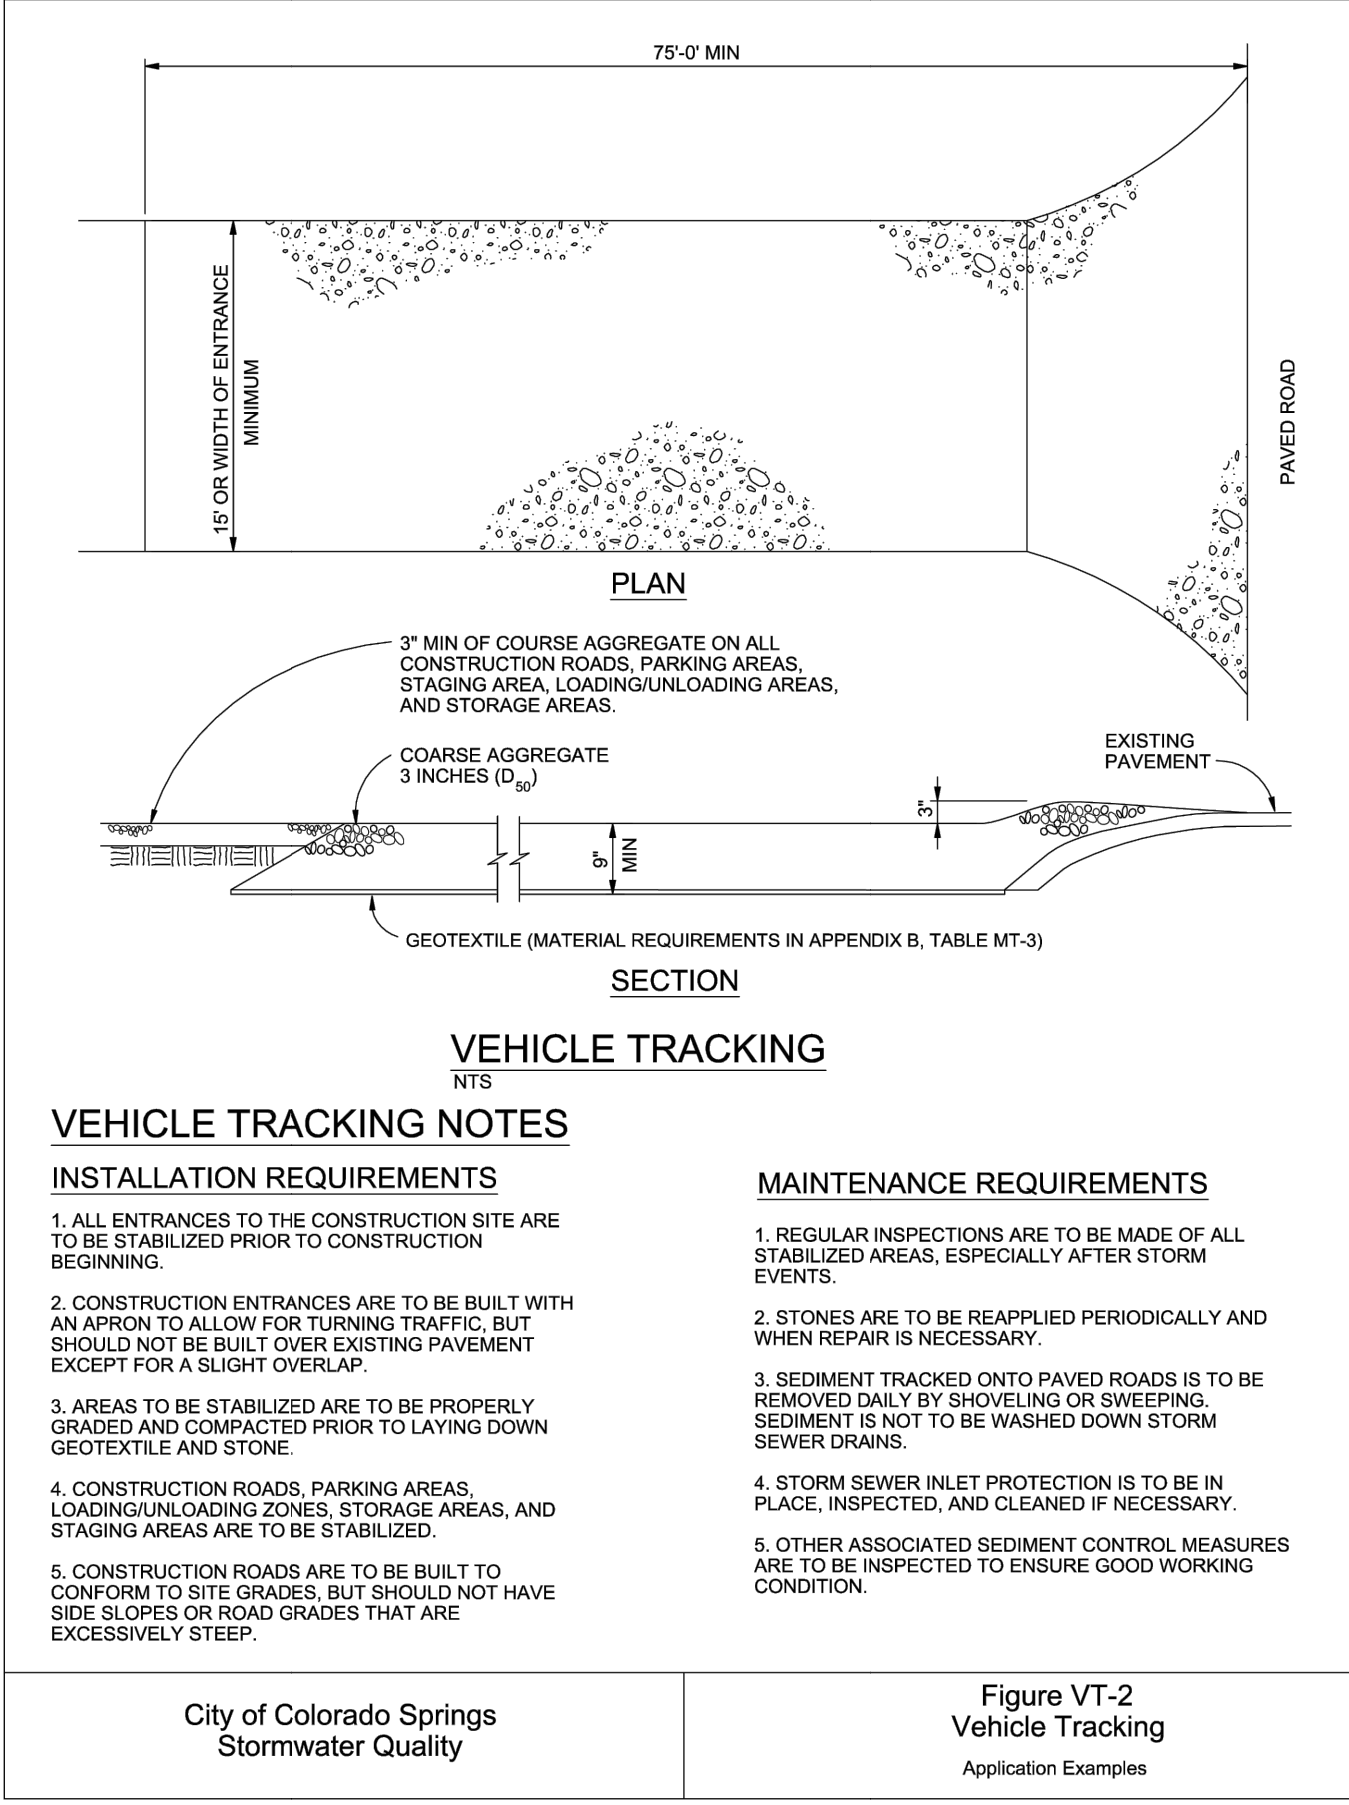 75'-0' MIN
15' OR WIDTH OF ENTRANCE
MINIMUM
PAVED ROAD
PLAN
3" MIN OF COURSE AGGREGATE ON ALL
CONSTRUCTION ROADS, PARKING AREAS,
STAGING AREA, LOADING/UNLOADING AREAS,
AND STORAGE AREAS.
COARSE AGGREGATE
3 INCHES (D50)
EXISTING
PAVEMENT
3"
9"
MIN
GEOTEXTILE (MATERIAL REQUIREMENTS IN APPENDIX B, TABLE MT-3)
SECTION
VEHICLE TRACKING
NTS
VEHICLE TRACKING NOTES
INSTALLATION REQUIREMENTS
1. ALL ENTRANCES TO THE CONSTRUCTION SITE ARE
TO BE STABILIZED PRIOR TO CONSTRUCTION
BEGINNING.
2. CONSTRUCTION ENTRANCES ARE TO BE BUILT WITH
AN APRON TO ALLOW FOR TURNING TRAFFIC, BUT
SHOULD NOT BE BUILT OVER EXISTING PAVEMENT
EXCEPT FOR A SLIGHT OVERLAP.
3. AREAS TO BE STABILIZED ARE TO BE PROPERLY
GRADED AND COMPACTED PRIOR TO LAYING DOWN
GEOTEXTILE AND STONE.
4. CONSTRUCTION ROADS, PARKING AREAS,
LOADING/UNLOADING ZONES, STORAGE AREAS, AND
STAGING AREAS ARE TO BE STABILIZED.
5. CONSTRUCTION ROADS ARE TO BE BUILT TO
CONFORM TO SITE GRADES, BUT SHOULD NOT HAVE
SIDE SLOPES OR ROAD GRADES THAT ARE
EXCESSIVELY STEEP.
MAINTENANCE REQUIREMENTS
1. REGULAR INSPECTIONS ARE TO BE MADE OF ALL
STABILIZED AREAS, ESPECIALLY AFTER STORM
EVENTS.
2. STONES ARE TO BE REAPPLIED PERIODICALLY AND
WHEN REPAIR IS NECESSARY.
3. SEDIMENT TRACKED ONTO PAVED ROADS IS TO BE
REMOVED DAILY BY SHOVELING OR SWEEPING.
SEDIMENT IS NOT TO BE WASHED DOWN STORM
SEWER DRAINS.
4. STORM SEWER INLET PROTECTION IS TO BE IN
PLACE, INSPECTED, AND CLEANED IF NECESSARY.
5. OTHER ASSOCIATED SEDIMENT CONTROL MEASURES
ARE TO BE INSPECTED TO ENSURE GOOD WORKING
CONDITION.
City of Colorado Springs
Stormwater Quality
Figure VT-2
Vehicle Tracking
Application Examples